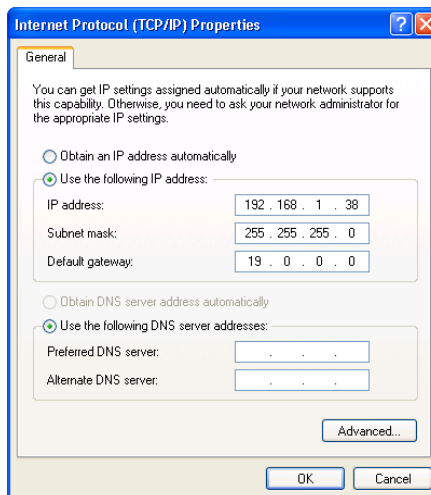 Internet Protocol (TCP/IP) Properties
General
You can get IP settings assigned automatically if your network supports
this capability. Otherwise, you need to ask your network administrator for
the appropriate IP settings.
Obtain an IP address automatically
Use the following IP address:
IP address: 192 . 168 . 1 . 38
Subnet mask: 255 . 255 . 255 . 0
Default gateway: 19 . 0 . 0 . 0
Obtain DNS server address automatically
Use the following DNS server addresses:
Preferred DNS server: . . .
Alternate DNS server: . . .
Advanced...
OK Cancel